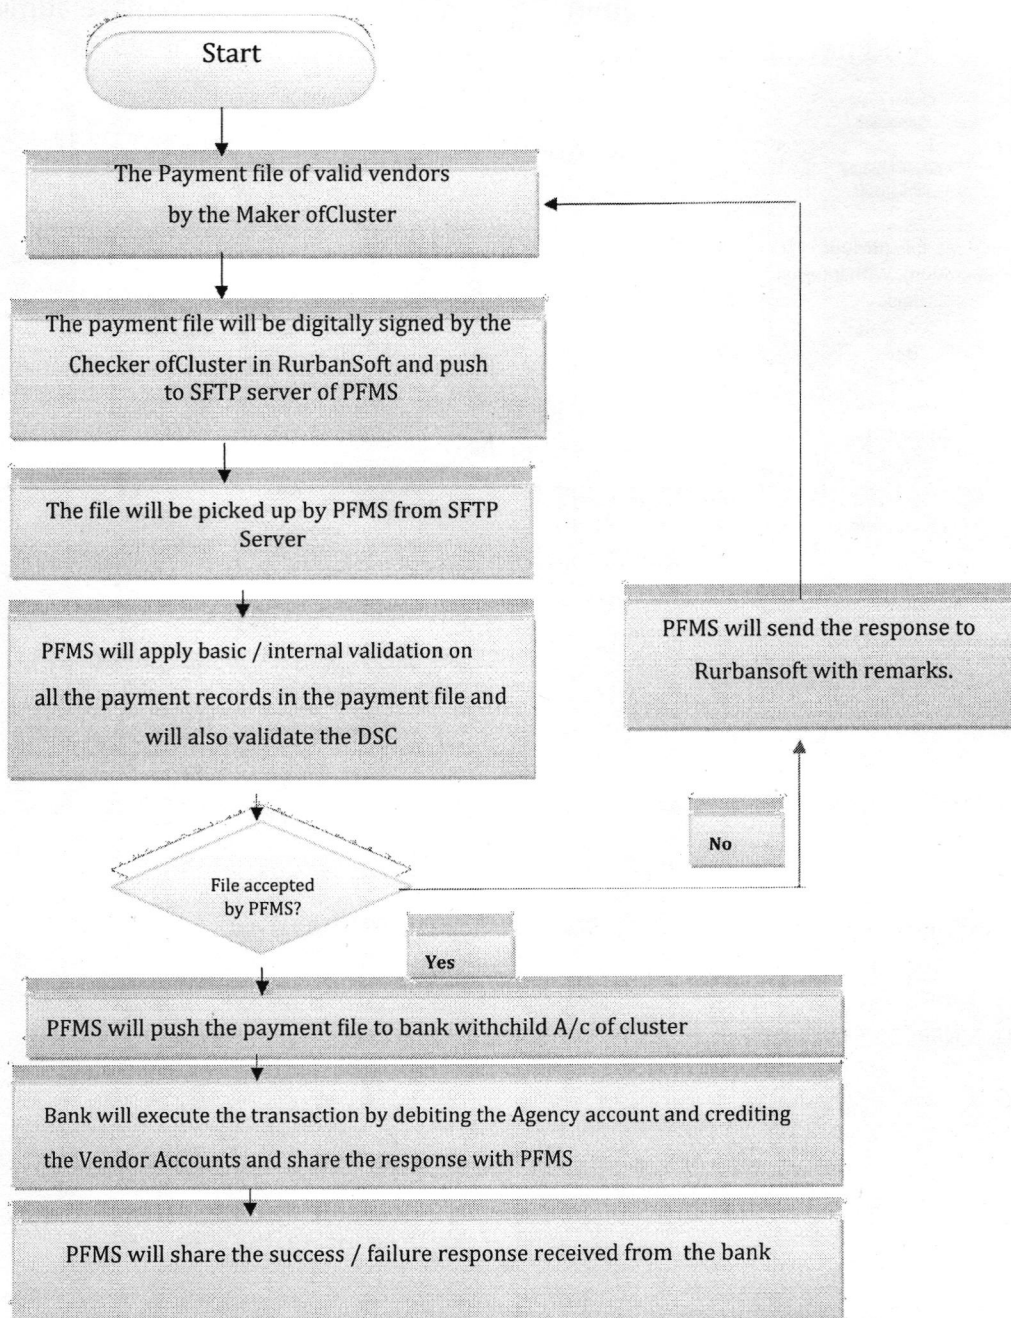 Start
The Payment file of valid vendors
by the Maker ofCluster
The payment file will be digitally signed by the
Checker ofCluster in RurbanSoft and push
to SFTP server of PFMS
The file will be picked up by PFMS from SFTP
Server
PFMS will apply basic / internal validation on
all the payment records in the payment file and
will also validate the DSC
PFMS will send the response to
Rurbansoft with remarks.
No
File accepted
by PFMS?
Yes
PFMS will push the payment file to bank withchild A/c of cluster
Bank will execute the transaction by debiting the Agency account and crediting
the Vendor Accounts and share the response with PFMS
PFMS will share the success / failure response received from the bank